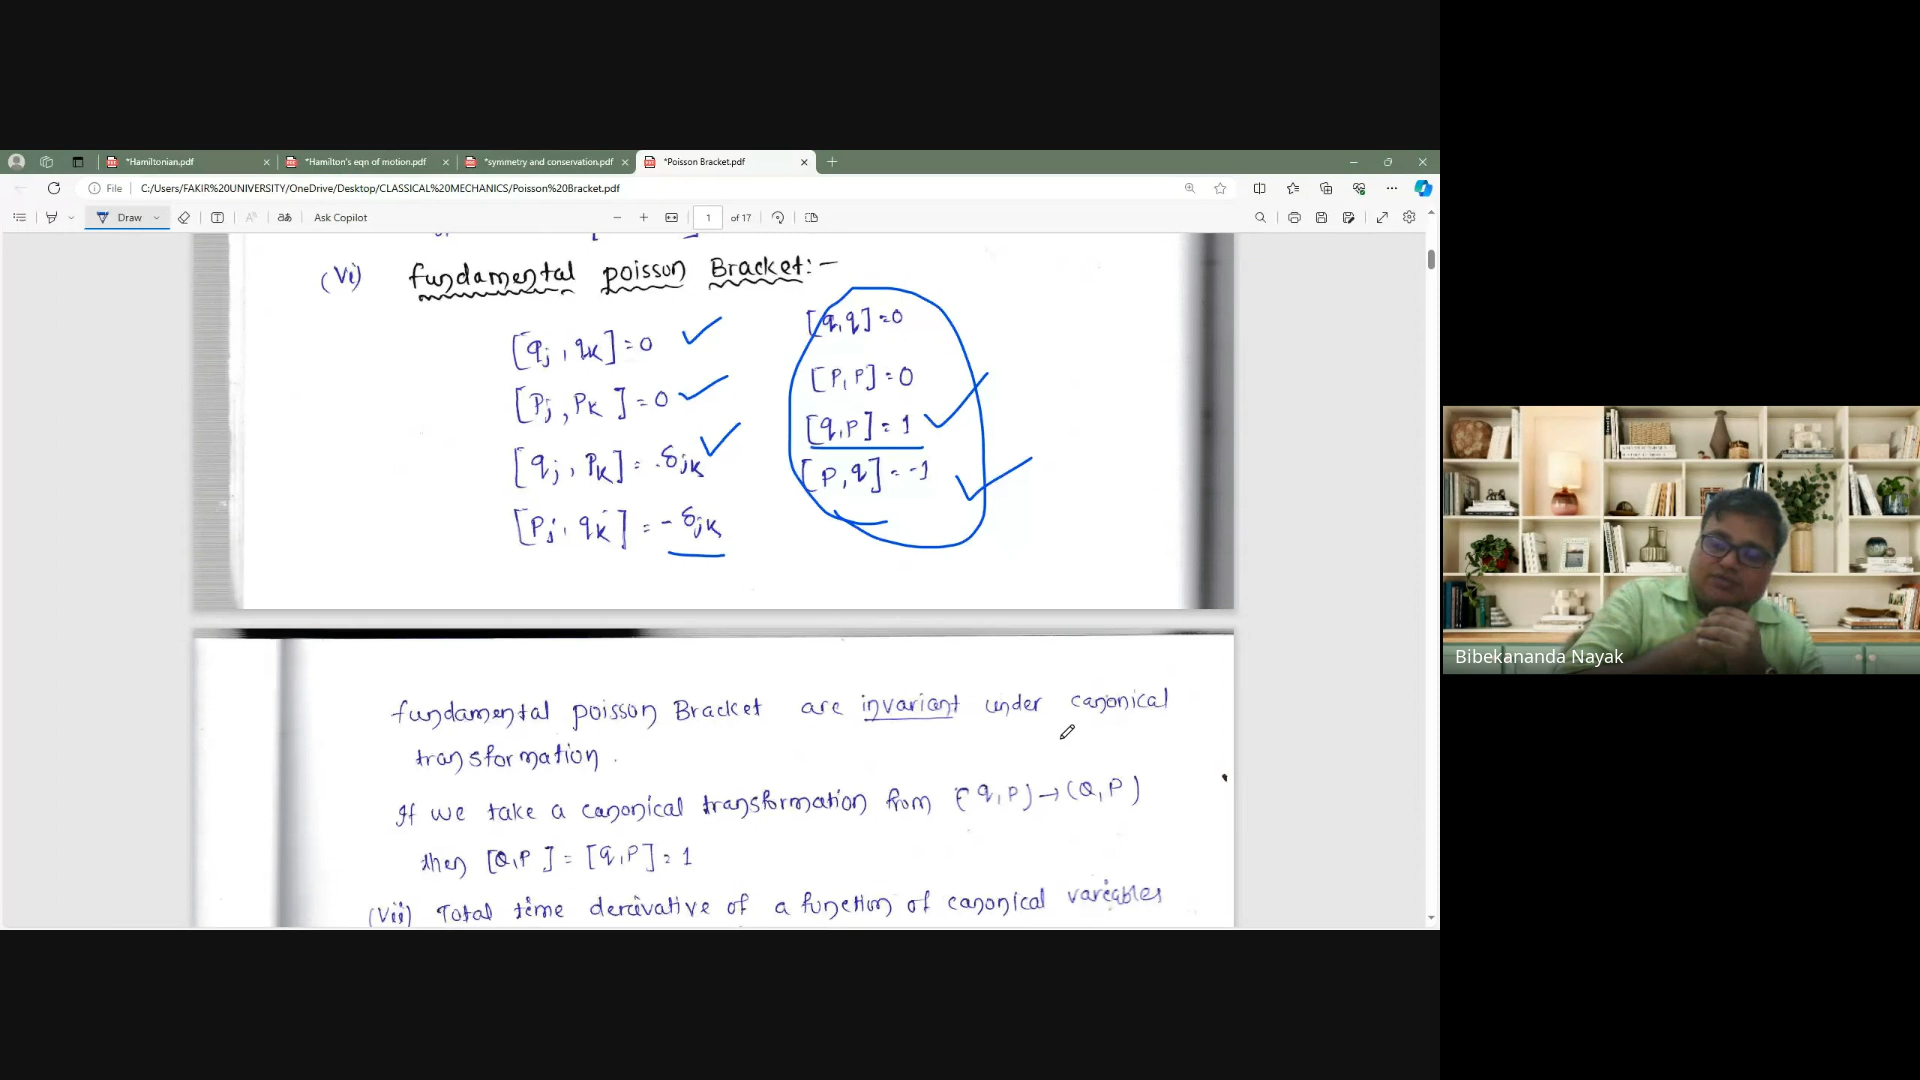 *Hamiltonian.pdf
*Hamilton's eqn of motion.pdf
*symmetry and conservation.pdf
*Poisson Bracket.pdf
File
C:/Users/FAKIR%20UNIVERSITY/OneDrive/Desktop/CLASSICAL%20MECHANICS/Poisson%20Bracket.pdf
Draw
Ask Copilot
1 of 17
(Vi) fundamental poisson Bracket:-
[qj, qk] = 0
[Pj, Pk] = 0
[qj, Pk] = δjk
[Pj, qk] = - δjk
[q,q] = 0
[P,P] = 0
[q,P] = 1
[P,q] = -1
fundamental poisson Bracket are invariant under canonical
transformation.
If we take a canonical transformation from (q,P) → (Q,P)
then [Q,P] = [q,P] = 1
(Vii) Total time derivative of a function of canonical variables
Bibekananda Nayak